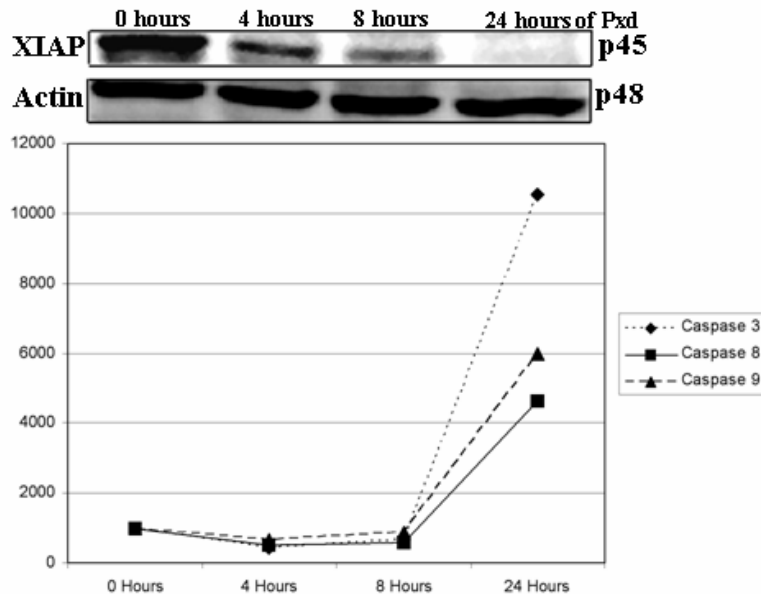 0 hours 4 hours 8 hours 24 hours of Pxd
XIAP p45
Actin p48
12000
10000
8000
6000
4000
2000
0
0 Hours 4 Hours 8 Hours 24 Hours
Caspase 3
Caspase 8
Caspase 9